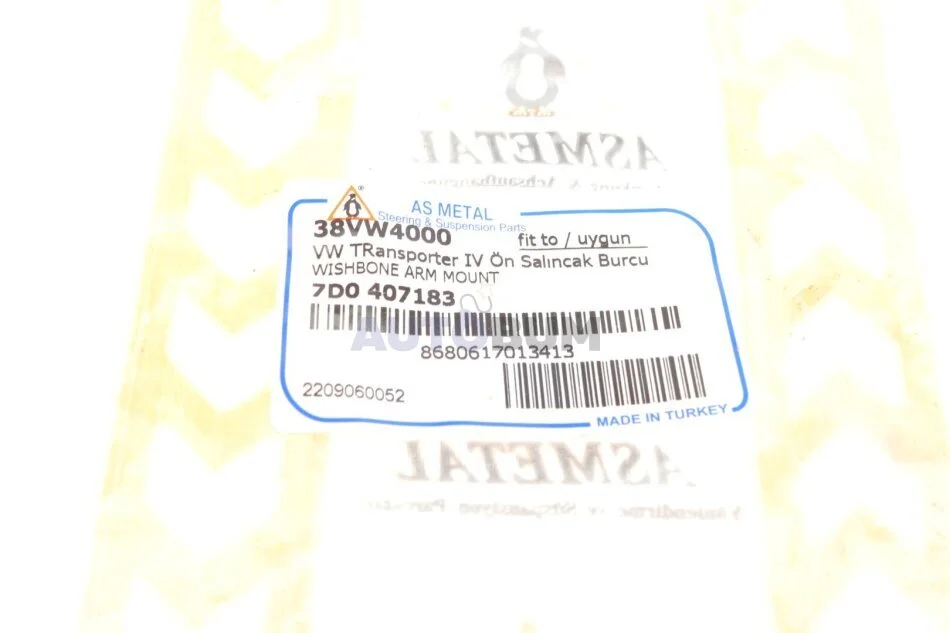 ASMETAL
AS METAL
Steering & Suspension Parts
38VW4000
fit to / uygun
VW TRansporter IV Ön Salıncak Burcu
WISHBONE ARM MOUNT
7D0 407183
AUTOBUM
8680617013413
2209060052
MADE IN TURKEY
ASMETAL